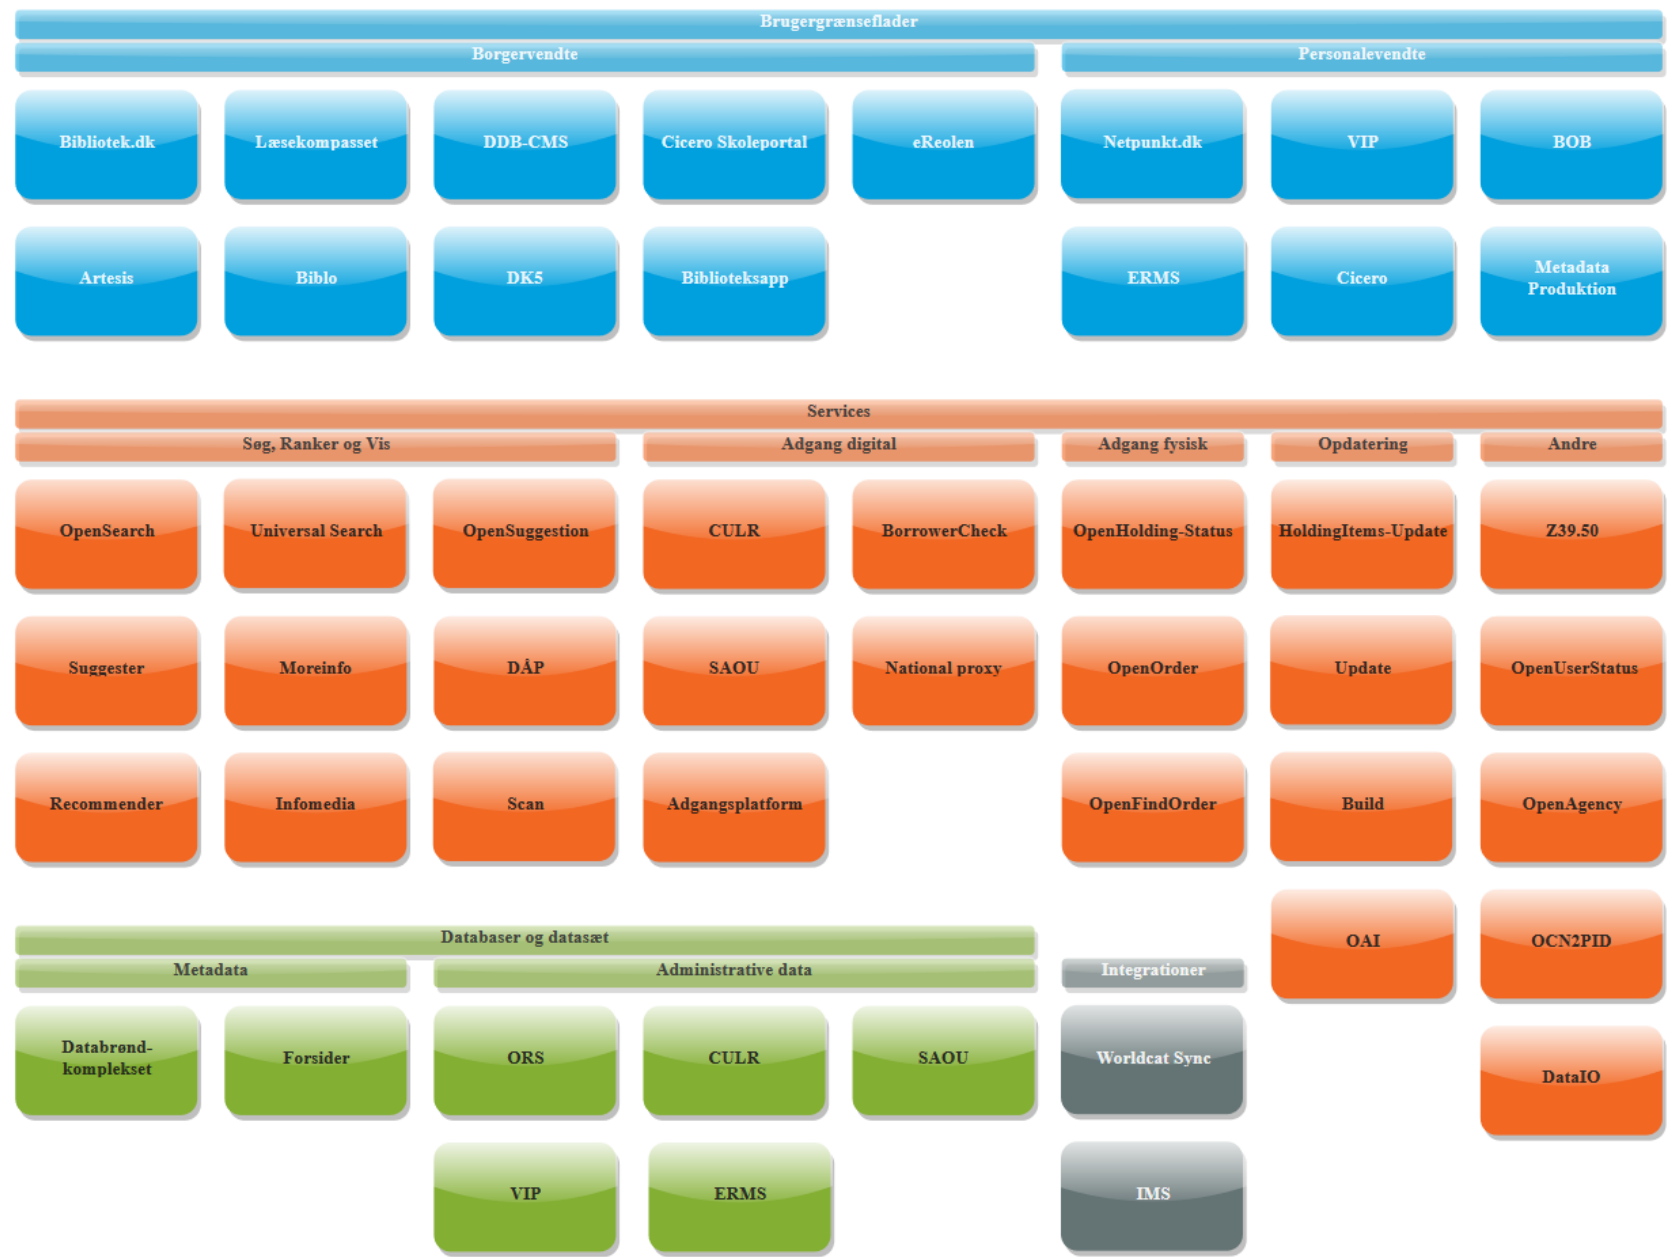 Brugergrænseflader
Borgervendte
Personalevendte
Bibliotek.dk
Læsekompasset
DDB-CMS
Cicero Skoleportal
eReolen
Netpunkt.dk
VIP
BOB
Artesis
Biblo
DK5
Biblioteksapp
ERMS
Cicero
Metadata
Produktion
Services
Søg, Ranker og Vis
Adgang digital
Adgang fysisk
Opdatering
Andre
OpenSearch
Universal Search
OpenSuggestion
CULR
BorrowerCheck
OpenHolding-Status
HoldingItems-Update
Z39.50
Suggester
Moreinfo
DÅP
SAOU
National proxy
OpenOrder
Update
OpenUserStatus
Recommender
Infomedia
Scan
Adgangsplatform
OpenFindOrder
Build
OpenAgency
OAI
OCN2PID
DataIO
Databaser og datasæt
Metadata
Administrative data
Integrationer
Databrønd-
komplekset
Forsider
ORS
CULR
SAOU
Worldcat Sync
VIP
ERMS
IMS